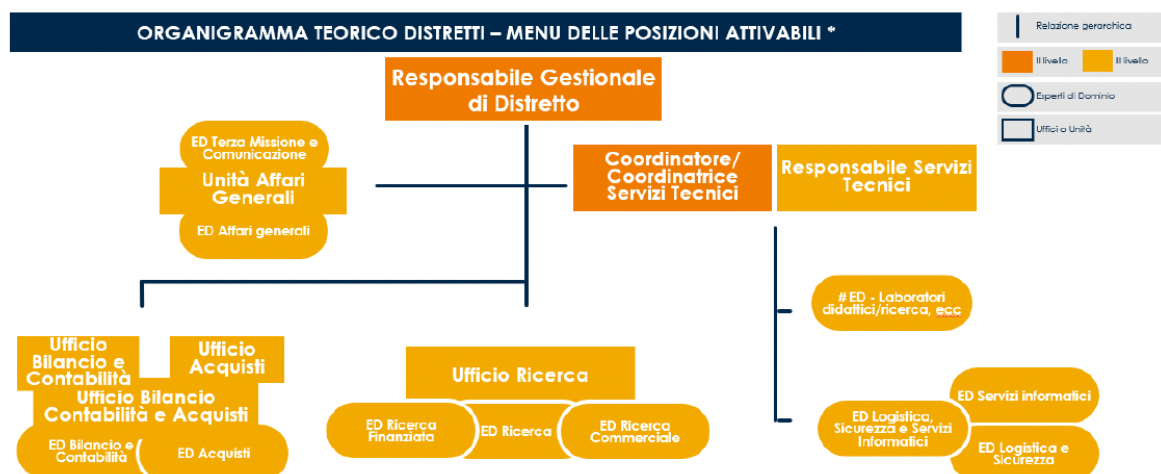 ORGANIGRAMMA TEORICO DISTRETTI – MENU DELLE POSIZIONI ATTIVABILI *
Relazione gerarchica
II livello
III livello
Esperti di Dominio
Uffici o Unità
Responsabile Gestionale
di Distretto
ED Terza Missione e
Comunicazione
Unità Affari
Generali
ED Affari generali
Coordinatore/
Coordinatrice
Servizi Tecnici
Responsabile Servizi
Tecnici
# ED - Laboratori
didattici/ricerca, ecc
Ufficio
Bilancio e
Contabilità
Ufficio
Acquisti
Ufficio Bilancio
Contabilità e Acquisti
ED Bilancio e
Contabilità
ED Acquisti
Ufficio Ricerca
ED Ricerca
Finanziata
ED Ricerca
ED Ricerca
Commerciale
ED Servizi informatici
ED Logistica,
Sicurezza e Servizi
Informatici
ED Logistica e
Sicurezza